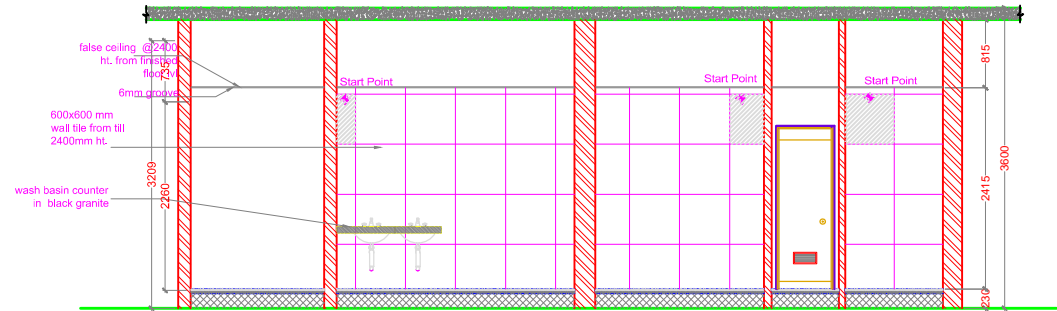 false ceiling @2400
ht. from finished
floor lvl
6mm groove
600x600 mm
wall tile from till
2400mm ht.
wash basin counter
in black granite
Start Point
Start Point
Start Point
735
2260
3209
815
2415
230
3600